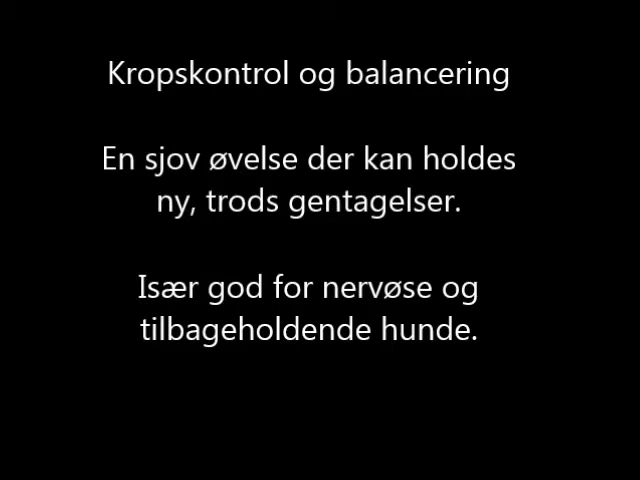 Kropskontrol og balancering
En sjov øvelse der kan holdes
ny, trods gentagelser.
Især god for nervøse og
tilbageholdende hunde.